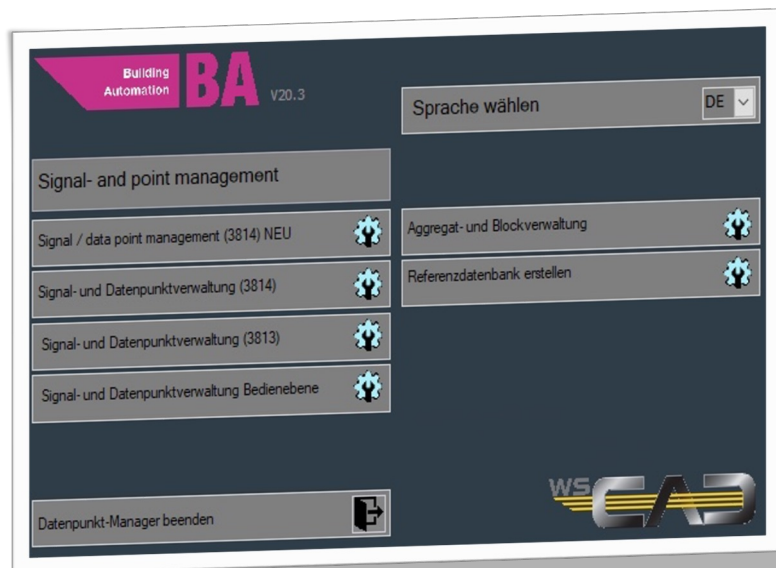 Building
Automation
BA
V20.3
Sprache wählen
DE
Signal- and point management
Signal / data point management (3814) NEU
Signal- und Datenpunktverwaltung (3814)
Signal- und Datenpunktverwaltung (3813)
Signal- und Datenpunktverwaltung Bedienebene
Aggregat- und Blockverwaltung
Referenzdatenbank erstellen
Datenpunkt-Manager beenden
WS
CAD